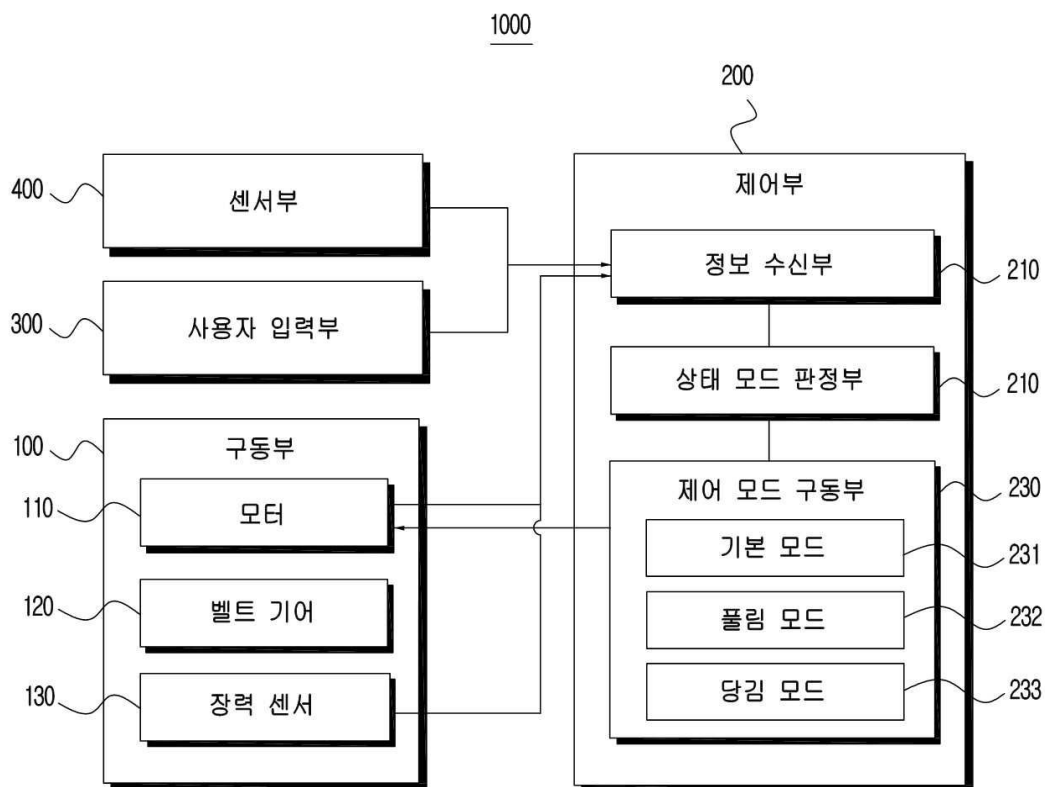 1000
200
400
센서부
제어부
정보 수신부
210
300
사용자 입력부
상태 모드 판정부
210
100
구동부
제어 모드 구동부
230
110
모터
기본 모드
231
120
벨트 기어
풀림 모드
232
130
장력 센서
당김 모드
233